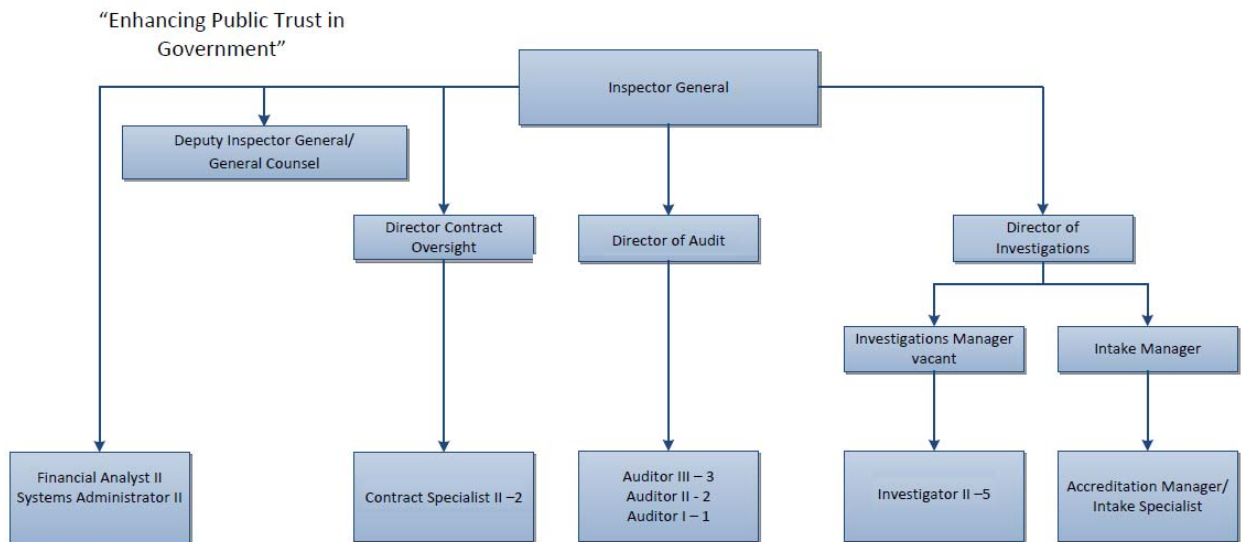 “Enhancing Public Trust in
Government”
Inspector General
Deputy Inspector General/
General Counsel
Director Contract
Oversight
Director of Audit
Director of
Investigations
Investigations Manager
vacant
Intake Manager
Financial Analyst II
Systems Administrator II
Contract Specialist II –2
Auditor III – 3
Auditor II - 2
Auditor I – 1
Investigator II –5
Accreditation Manager/
Intake Specialist